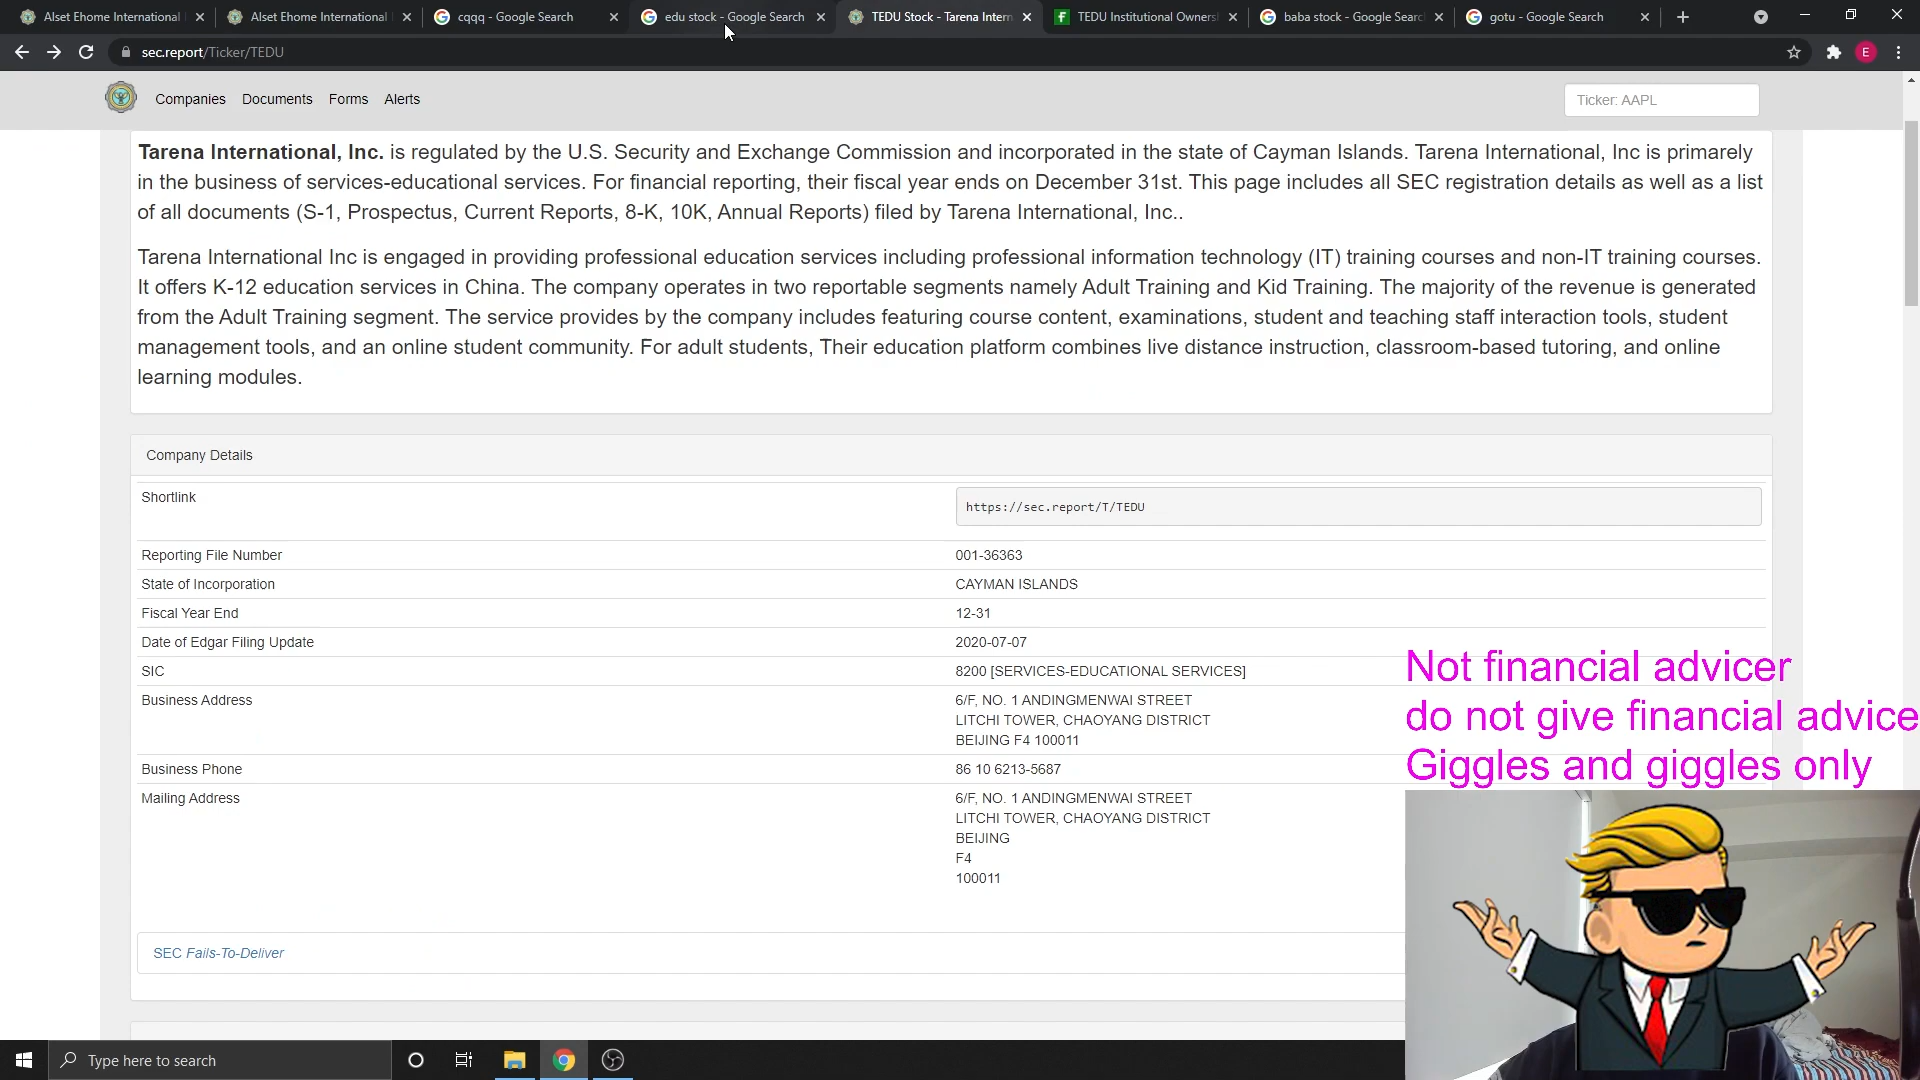 Alset Ehome International
Alset Ehome International
cqqq - Google Search
edu stock - Google Search
TEDU Stock - Tarena Intern
TEDU Institutional Owners
baba stock - Google Searc
gotu - Google Search
sec.report/Ticker/TEDU
E
Companies
Documents
Forms
Alerts
Ticker: AAPL
Tarena International, Inc. is regulated by the U.S. Security and Exchange Commission and incorporated in the state of Cayman Islands. Tarena International, Inc is primarely
in the business of services-educational services. For financial reporting, their fiscal year ends on December 31st. This page includes all SEC registration details as well as a list
of all documents (S-1, Prospectus, Current Reports, 8-K, 10K, Annual Reports) filed by Tarena International, Inc..
Tarena International Inc is engaged in providing professional education services including professional information technology (IT) training courses and non-IT training courses.
It offers K-12 education services in China. The company operates in two reportable segments namely Adult Training and Kid Training. The majority of the revenue is generated
from the Adult Training segment. The service provides by the company includes featuring course content, examinations, student and teaching staff interaction tools, student
management tools, and an online student community. For adult students, Their education platform combines live distance instruction, classroom-based tutoring, and online
learning modules.
Company Details
Shortlink
https://sec.report/T/TEDU
Reporting File Number
001-36363
State of Incorporation
CAYMAN ISLANDS
Fiscal Year End
12-31
Date of Edgar Filing Update
2020-07-07
SIC
8200 [SERVICES-EDUCATIONAL SERVICES]
Business Address
6/F, NO. 1 ANDINGMENWAI STREET
LITCHI TOWER, CHAOYANG DISTRICT
BEIJING F4 100011
Business Phone
86 10 6213-5687
Mailing Address
6/F, NO. 1 ANDINGMENWAI STREET
LITCHI TOWER, CHAOYANG DISTRICT
BEIJING
F4
100011
SEC Fails-To-Deliver
Not financial advicer
do not give financial advice
Giggles and giggles only
Type here to search